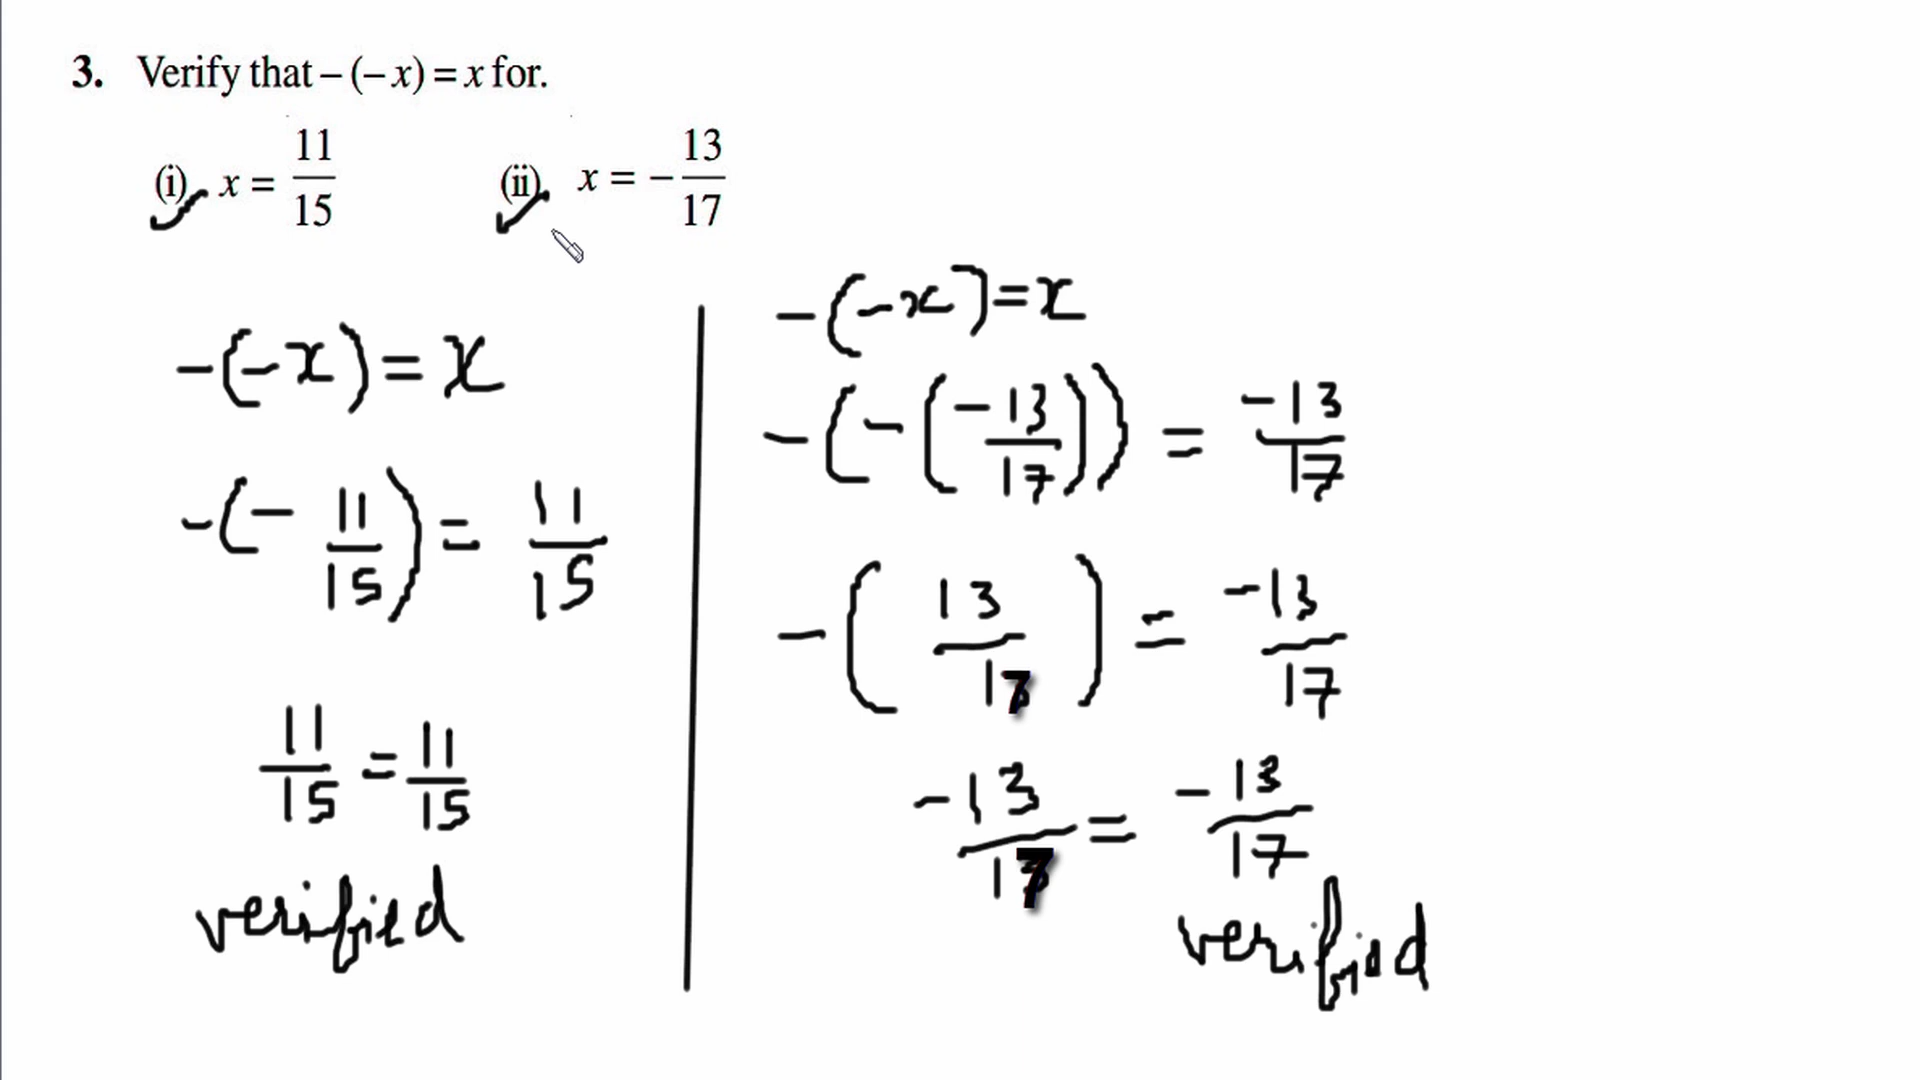 3. Verify that – (– x) = x for.
(i) x = 11/15 (ii) x = – 13/17
-(-x) = x
-(- 11/15) = 11/15
11/15 = 11/15
verified
-(-x) = x
-(-(-13/17)) = -13/17
-(13/17) = -13/17
-13/17 = -13/17
verified